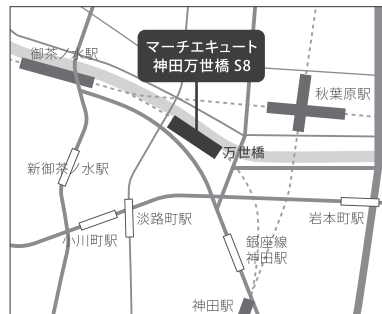 マーチエキュート
神田万世橋 S8
御茶ノ水駅
秋葉原駅
万世橋
新御茶ノ水駅
淡路町駅
岩本町駅
小川町駅
銀座線
神田駅
神田駅